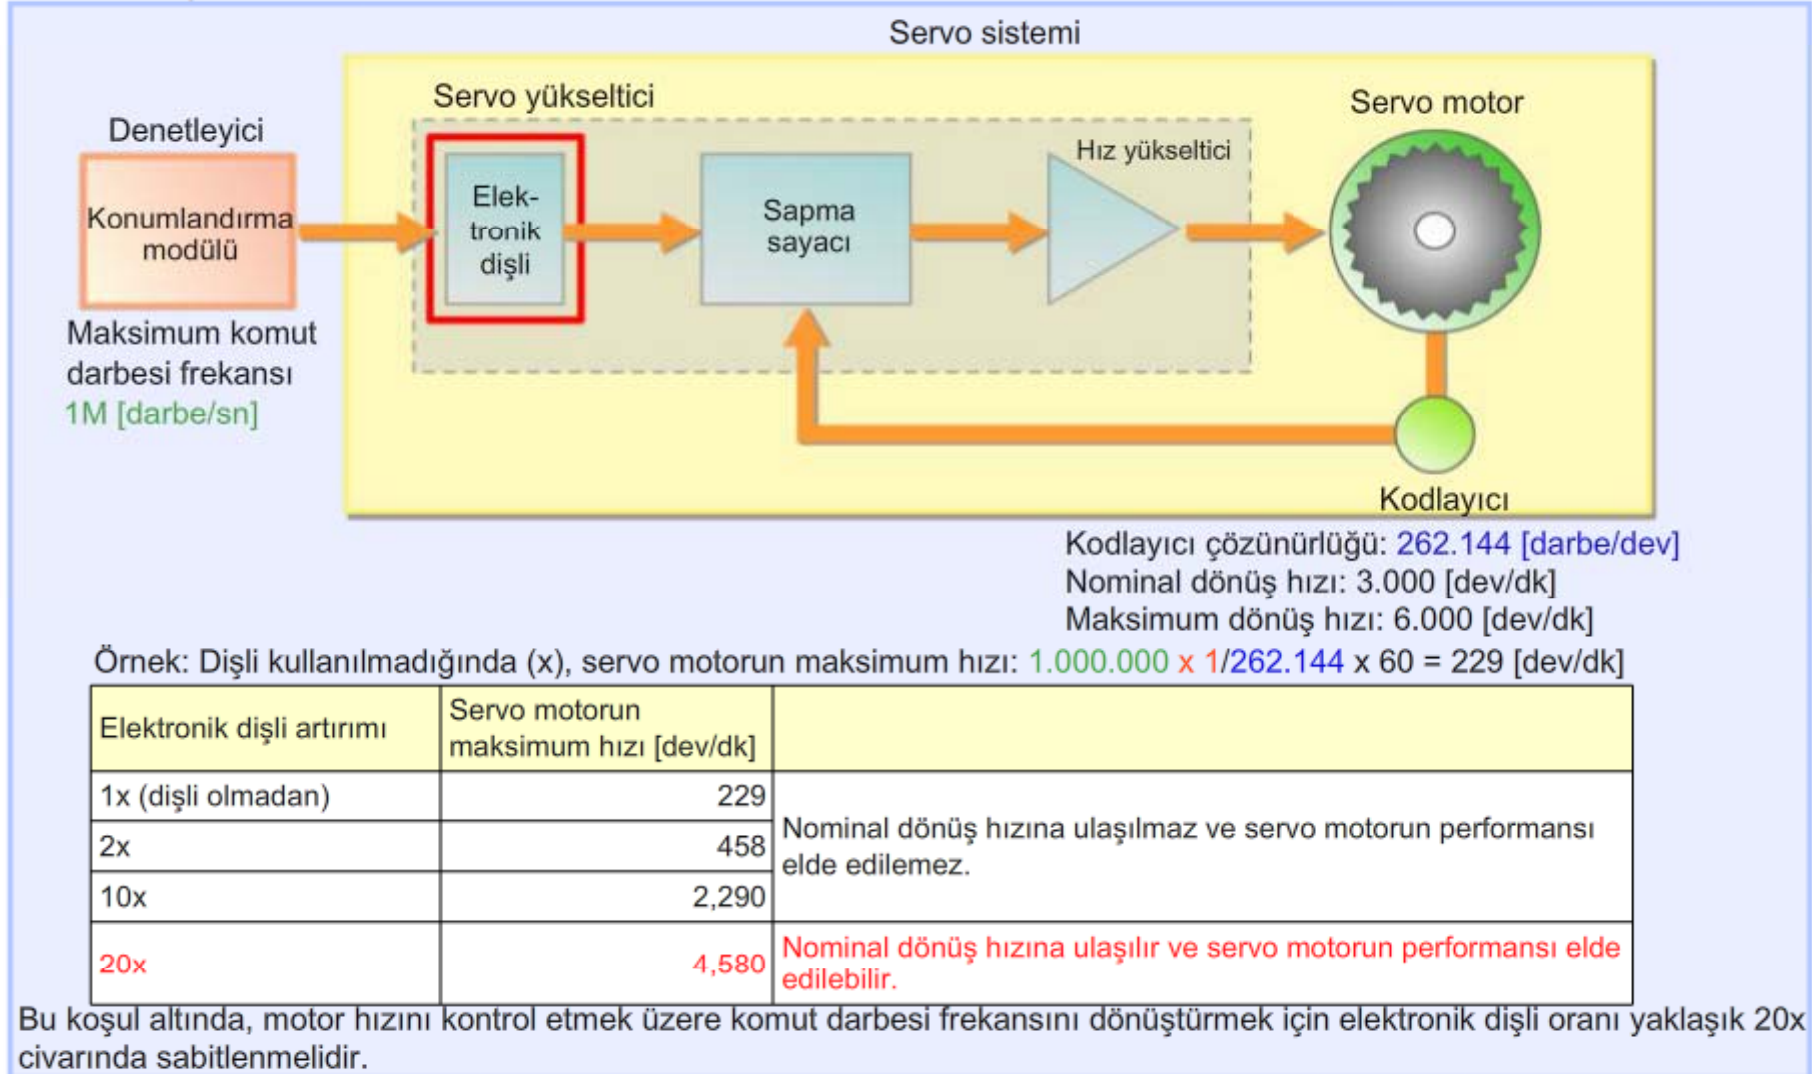 Servo sistemi
Servo yükseltici
Servo motor
Denetleyici
Hız yükseltici
Konumlandırma
modülü
Elek-
tronik
dişli
Sapma
sayacı
Maksimum komut
darbesi frekansı
1M [darbe/sn]
Kodlayıcı
Kodlayıcı çözünürlüğü: 262.144 [darbe/dev]
Nominal dönüş hızı: 3.000 [dev/dk]
Maksimum dönüş hızı: 6.000 [dev/dk]
Örnek: Dişli kullanılmadığında (x), servo motorun maksimum hızı: 1.000.000 x 1/262.144 x 60 = 229 [dev/dk]
Elektronik dişli artırımı
Servo motorun
maksimum hızı [dev/dk]
1x (dişli olmadan)
229
Nominal dönüş hızına ulaşılmaz ve servo motorun performansı
elde edilemez.
2x
458
10x
2,290
20x
4,580
Nominal dönüş hızına ulaşılır ve servo motorun performansı elde
edilebilir.
Bu koşul altında, motor hızını kontrol etmek üzere komut darbesi frekansını dönüştürmek için elektronik dişli oranı yaklaşık 20x
civarında sabitlenmelidir.